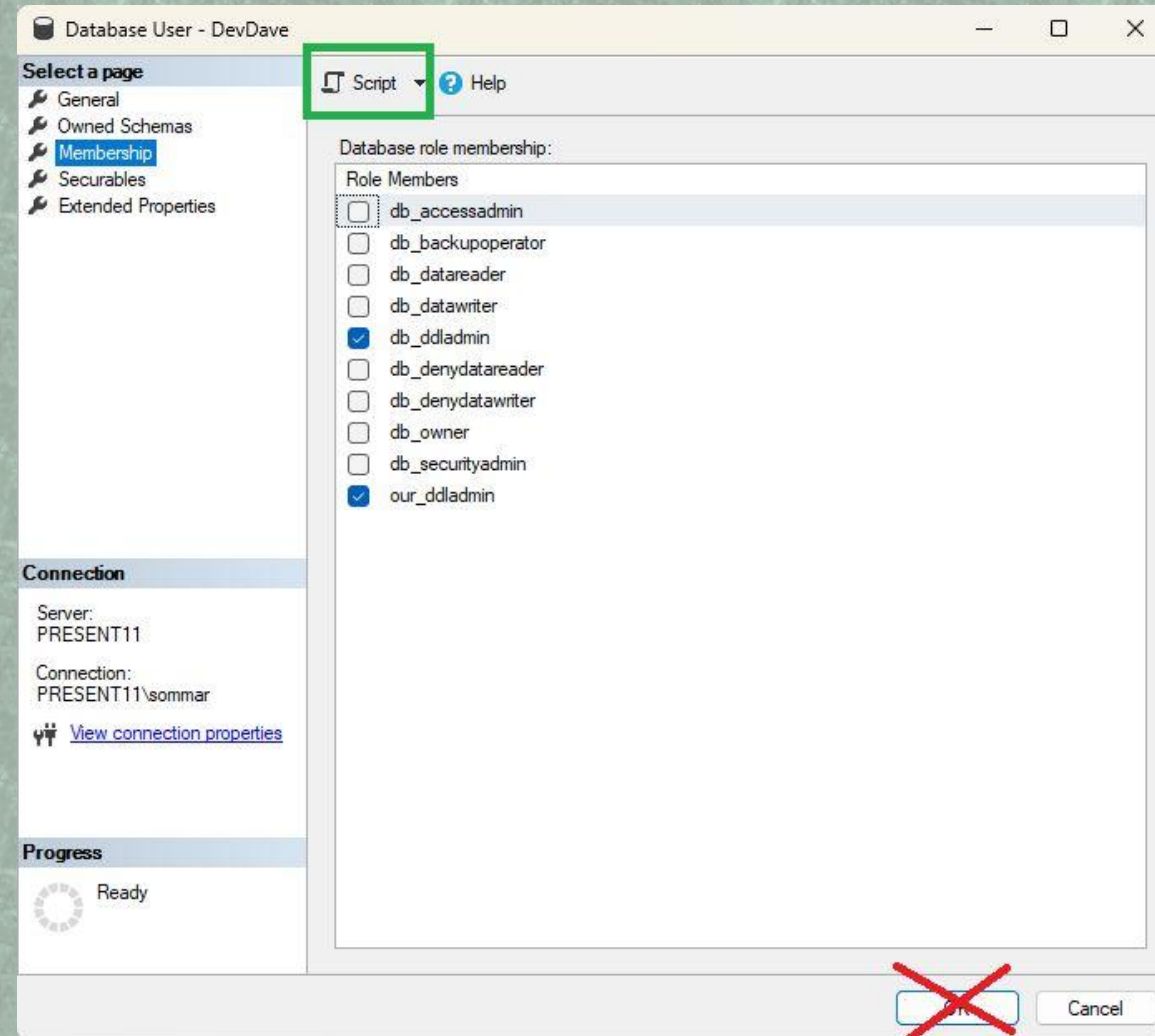 Database User - DevDave
Select a page
General
Owned Schemas
Membership
Securables
Extended Properties
Script
Help
Database role membership:
Role Members
db_accessadmin
db_backupoperator
db_datareader
db_datawriter
db_ddladmin
db_denydatareader
db_denydatawriter
db_owner
db_securityadmin
our_ddladmin
Connection
Server:
PRESENT11
Connection:
PRESENT11\sommar
View connection properties
Progress
Ready
OK
Cancel